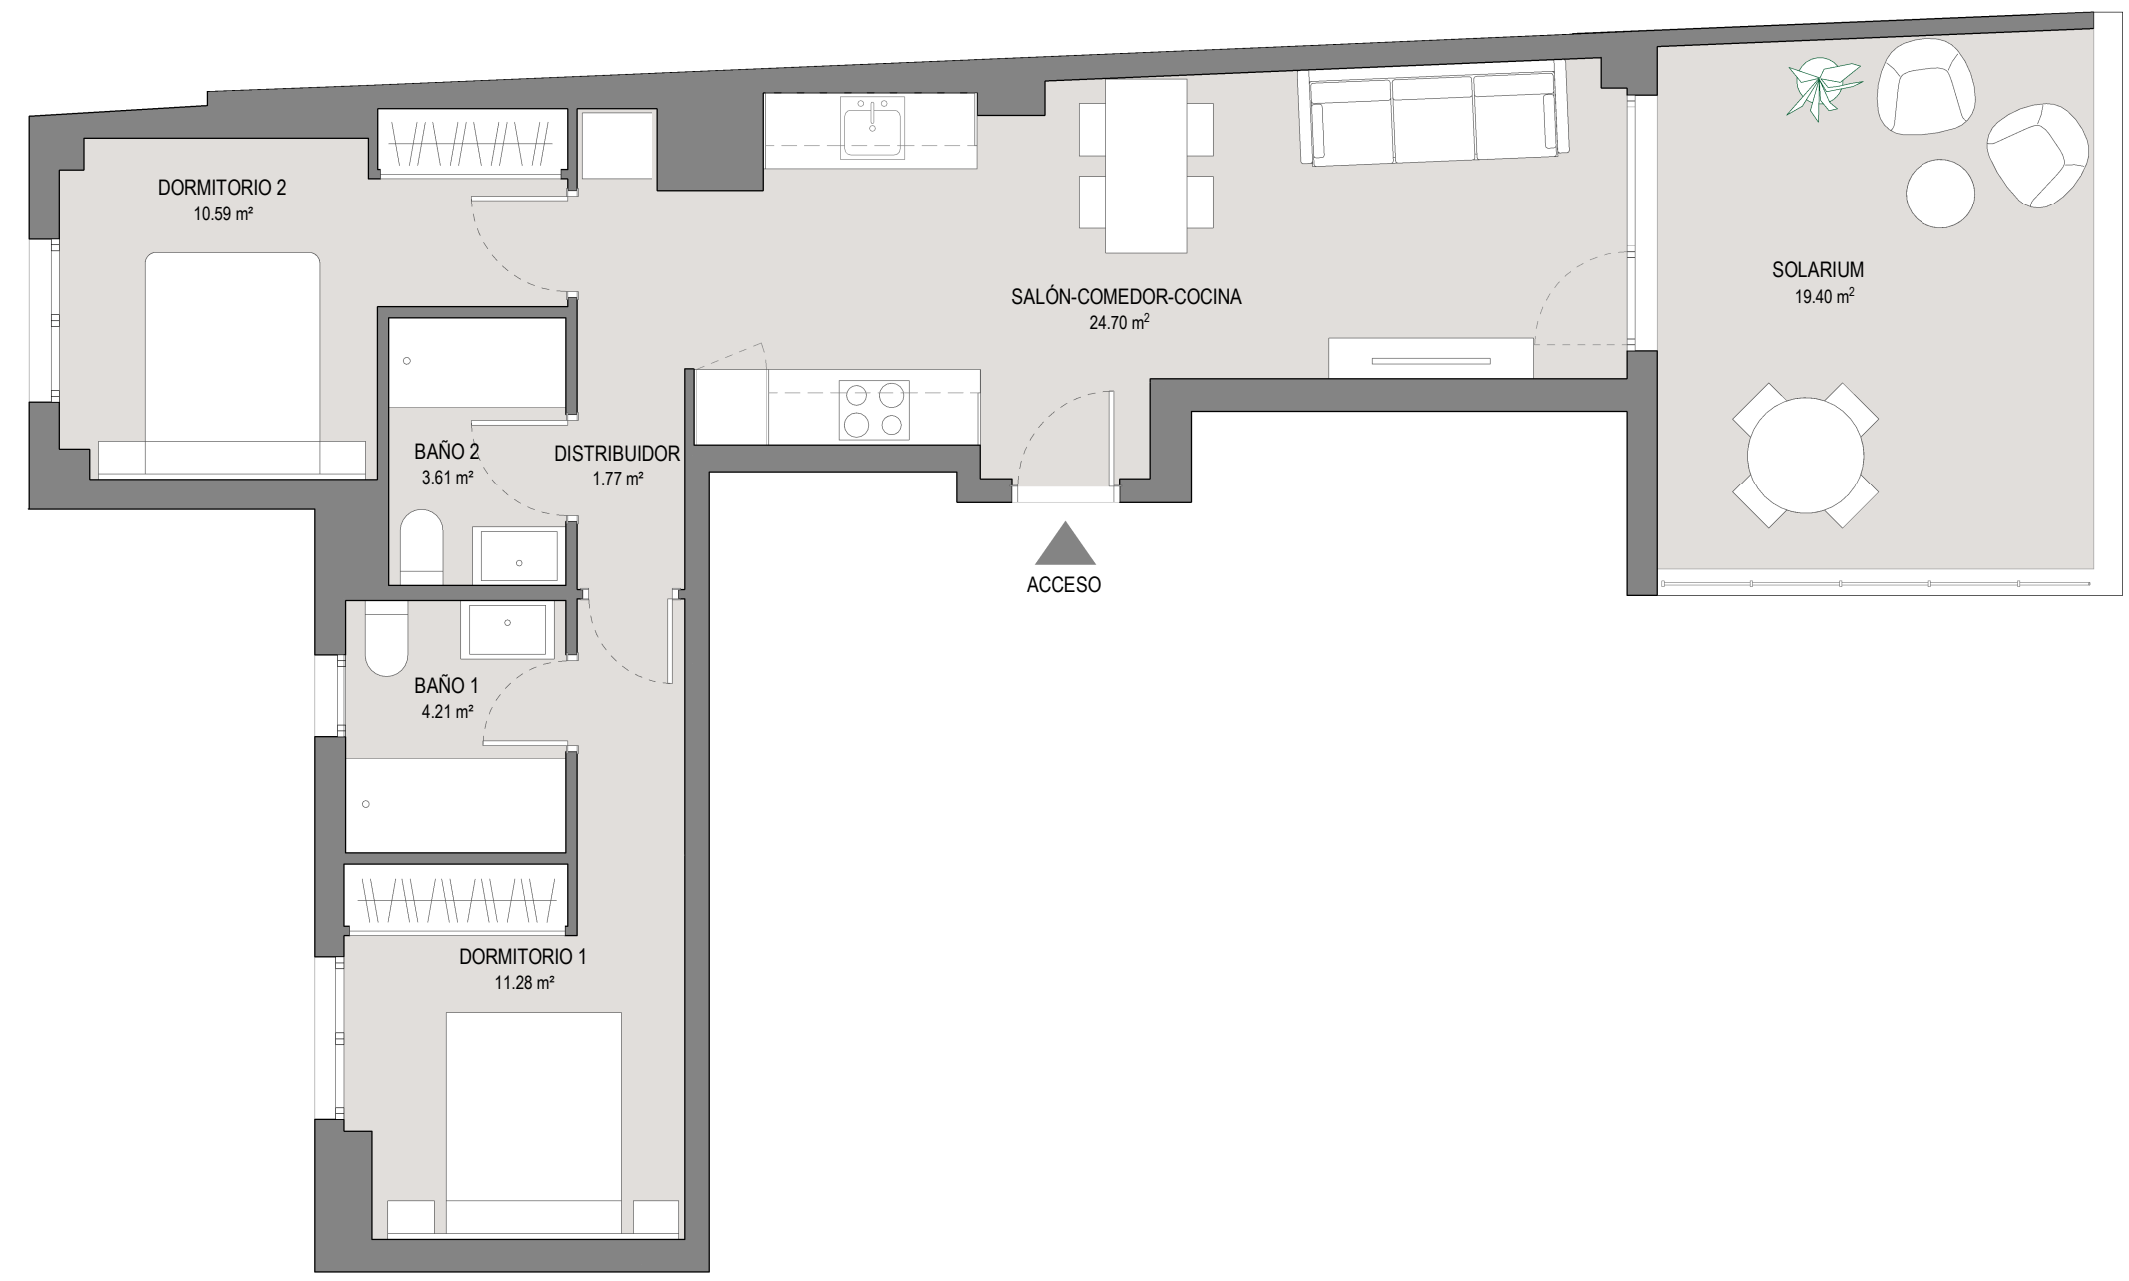 DORMITORIO 2
10.59 m²
SALÓN-COMEDOR-COCINA
24.70 m²
SOLARIUM
19.40 m²
BAÑO 2
3.61 m²
DISTRIBUIDOR
1.77 m²
ACCESO
BAÑO 1
4.21 m²
DORMITORIO 1
11.28 m²